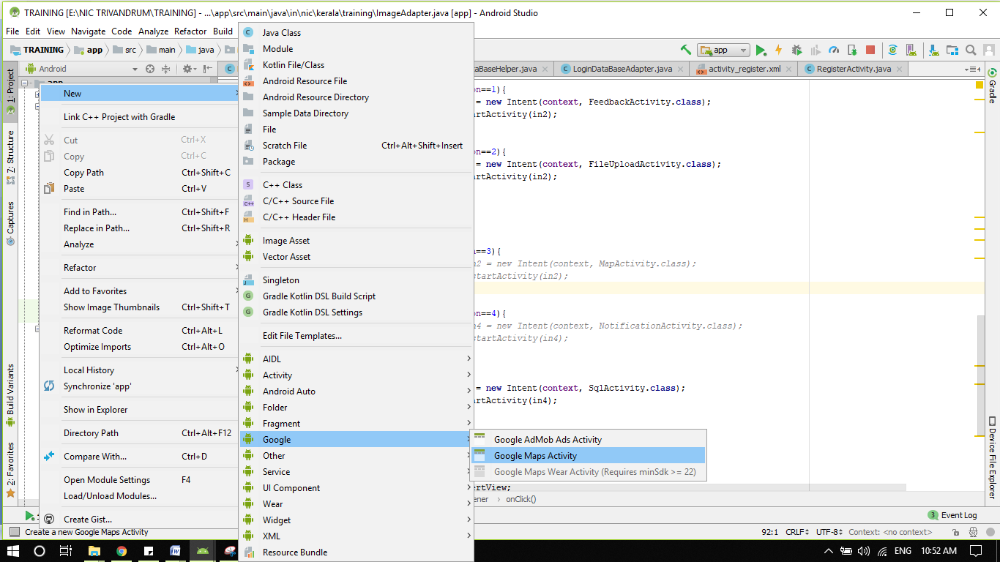 TRAINING [E:\NIC TRIVANDRUM\TRAINING] - ...\app\src\main\java\in\nic\kerala\training\ImageAdapter.java [app] - Android Studio
File Edit View Navigate Code Analyze Refactor Build
TRAINING app src main java
app
Android
DataBaseHelper.java LoginDataBaseAdapter.java activity_register.xml RegisterActivity.java 4
1: Project
7: Structure
Captures
Build Variants
2: Favorites
app
New
Link C++ Project with Gradle
Cut Ctrl+X
Copy Ctrl+C
Copy Path Ctrl+Shift+C
Paste Ctrl+V
Find in Path... Ctrl+Shift+F
Replace in Path... Ctrl+Shift+R
Analyze
Refactor
Add to Favorites
Show Image Thumbnails Ctrl+Shift+T
Reformat Code Ctrl+Alt+L
Optimize Imports Ctrl+Alt+O
Local History
Synchronize 'app'
Show in Explorer
Directory Path Ctrl+Alt+F12
Compare With... Ctrl+D
Open Module Settings F4
Load/Unload Modules...
Create Gist...
Java Class
Module
Kotlin File/Class
Android Resource File
Android Resource Directory
Sample Data Directory
File
Scratch File Ctrl+Alt+Shift+Insert
Package
C++ Class
C/C++ Source File
C/C++ Header File
Image Asset
Vector Asset
Singleton
Gradle Kotlin DSL Build Script
Gradle Kotlin DSL Settings
Edit File Templates...
AIDL
Activity
Android Auto
Folder
Fragment
Google
Other
Service
UI Component
Wear
Widget
XML
Resource Bundle
Google AdMob Ads Activity
Google Maps Activity
Google Maps Wear Activity (Requires minSdk >= 22)
on==1){
= new Intent(context, FeedbackActivity.class);
artActivity(in2);
on==2){
= new Intent(context, FileUploadActivity.class);
artActivity(in2);
on==3){
n2 = new Intent(context, MapActivity.class);
startActivity(in2);
on==4){
n4 = new Intent(context, NotificationActivity.class);
startActivity(in4);
= new Intent(context, SqlActivity.class);
artActivity(in4);
ertView;
ener onClick()
Gradle
Device File Explorer
3 Event Log
Create a new Google Maps Activity
92:1 CRLF UTF-8 Context: <no context>
ENG 10:52 AM